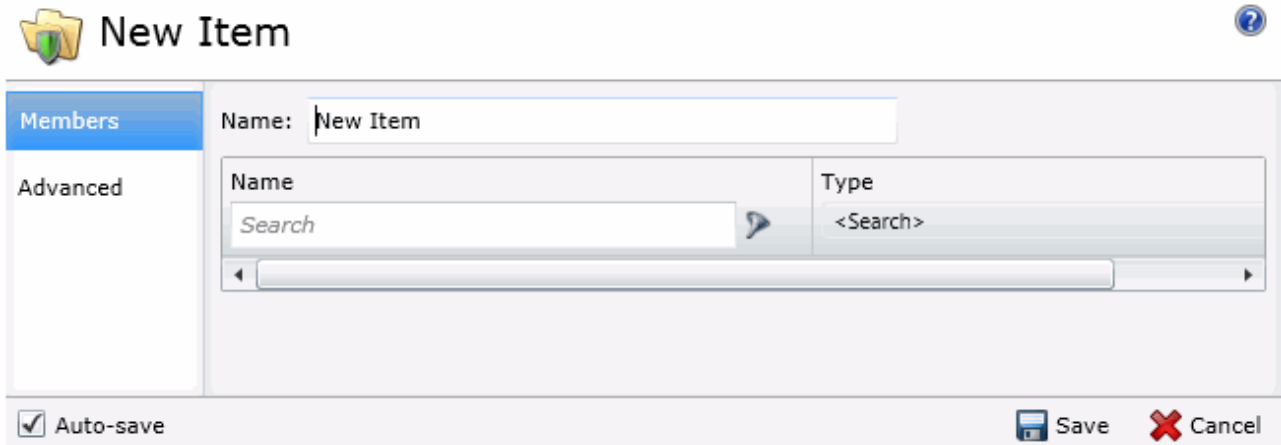 New Item
?
Members
Name: New Item
Advanced
Name Type
Search <Search>
Auto-save Save Cancel